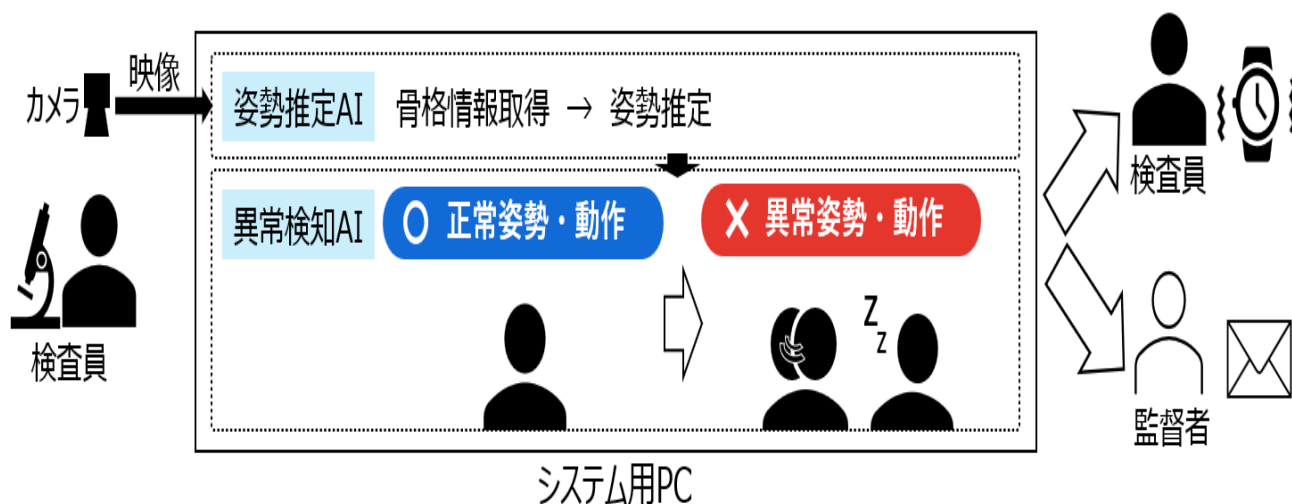 映像
カメラ
検査員
姿勢推定AI
骨格情報取得 → 姿勢推定
異常検知AI
○ 正常姿勢・動作
× 異常姿勢・動作
Z
z
システム用PC
検査員
監督者